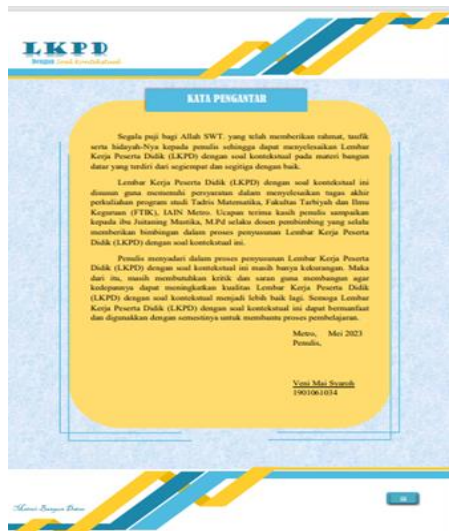 LKPD
Dengan Soal Kontekstual
KATA PENGANTAR
Segala puji bagi Allah SWT. yang telah memberikan rahmat, taufik
serta hidayah-Nya kepada penulis sehingga dapat menyelesaikan Lembar
Kerja Peserta Didik (LKPD) dengan soal kontekstual pada materi bangun
datar yang terdiri dari segiempat dan segitiga dengan baik.
Lembar Kerja Peserta Didik (LKPD) dengan soal kontekstual ini
disusun guna memenuhi persyaratan dalam menyelesaikan tugas akhir
perkuliahan program studi Tadris Matematika, Fakultas Tarbiyah dan Ilmu
Keguruan (FTIK), IAIN Metro. Ucapan terima kasih penulis sampaikan
kepada ibu Juitaning Mustika, M.Pd selaku dosen pembimbing yang selalu
memberikan bimbingan dalam proses penyusunan Lembar Kerja Peserta
Didik (LKPD) dengan soal kontekstual ini.
Penulis menyadari dalam proses penyusunan Lembar Kerja Peserta
Didik (LKPD) dengan soal kontekstual ini masih banya kekurangan. Maka
dari itu, masih membutuhkan kritik dan saran guna membangun agar
kedepannya dapat meningkatkan kualitas Lembar Kerja Peserta Didik
(LKPD) dengan soal kontekstual menjadi lebih baik lagi. Semoga Lembar
Kerja Peserta Didik (LKPD) dengan soal kontekstual ini dapat bermanfaat
dan digunakkan dengan semestinya untuk membantu proses pembelajaran.
Metro, Mei 2023
Penulis,
Veni Mai Syaroh
1901061034
Materi Bangun Datar